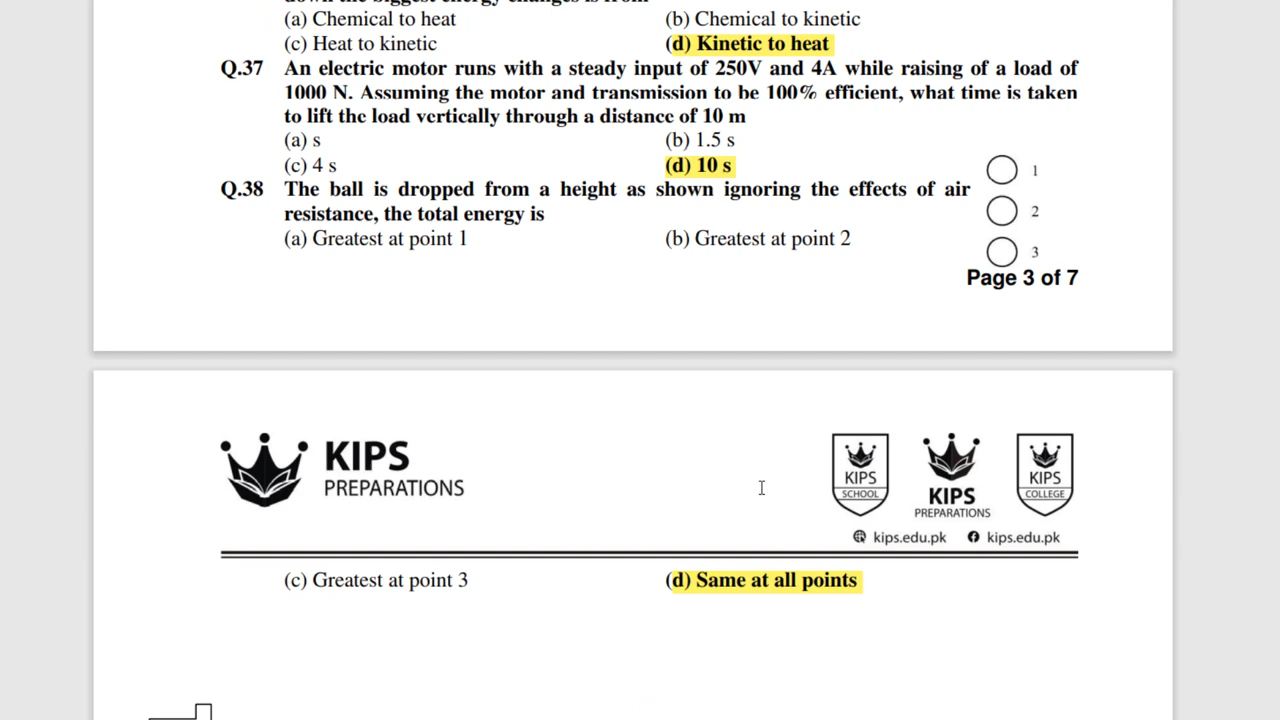 (a) Chemical to heat (b) Chemical to kinetic
(c) Heat to kinetic (d) Kinetic to heat
Q.37 An electric motor runs with a steady input of 250V and 4A while raising of a load of
1000 N. Assuming the motor and transmission to be 100% efficient, what time is taken
to lift the load vertically through a distance of 10 m
(a) s (b) 1.5 s
(c) 4 s (d) 10 s
Q.38 The ball is dropped from a height as shown ignoring the effects of air
resistance, the total energy is
(a) Greatest at point 1 (b) Greatest at point 2
1
2
3
Page 3 of 7
KIPS
PREPARATIONS
KIPS
SCHOOL
KIPS
PREPARATIONS
KIPS
COLLEGE
kips.edu.pk kips.edu.pk
(c) Greatest at point 3 (d) Same at all points